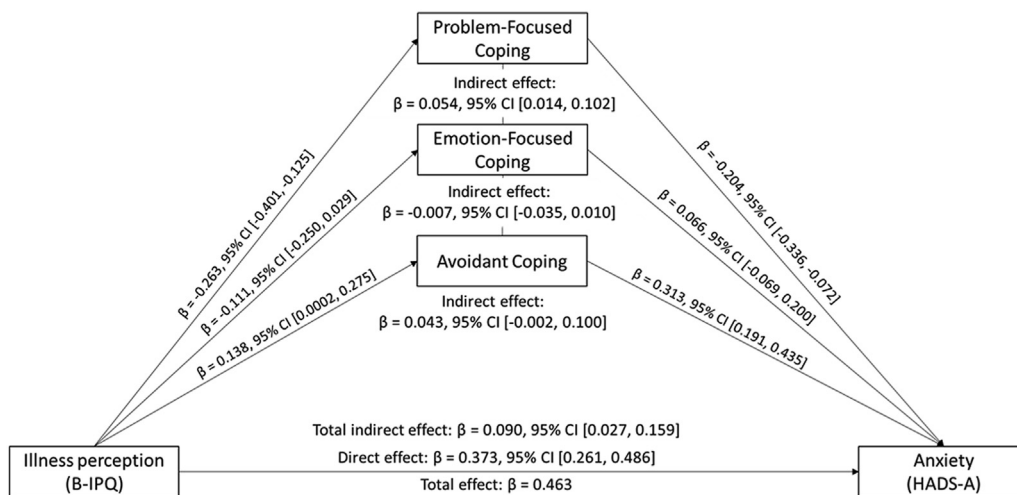 Problem-Focused
Coping
Indirect effect:
β = 0.054, 95% CI [0.014, 0.102]
Emotion-Focused
Coping
Indirect effect:
β = -0.007, 95% CI [-0.035, 0.010]
Avoidant Coping
Indirect effect:
β = 0.043, 95% CI [-0.002, 0.100]
β = -0.263, 95% CI [-0.401, -0.125]
β = -0.111, 95% CI [-0.250, 0.029]
β = 0.138, 95% CI [0.0002, 0.275]
β = -0.204, 95% CI [-0.336, -0.072]
β = 0.066, 95% CI [-0.069, 0.200]
β = 0.313, 95% CI [0.191, 0.435]
Total indirect effect: β = 0.090, 95% CI [0.027, 0.159]
Direct effect: β = 0.373, 95% CI [0.261, 0.486]
Total effect: β = 0.463
Illness perception
(B-IPQ)
Anxiety
(HADS-A)